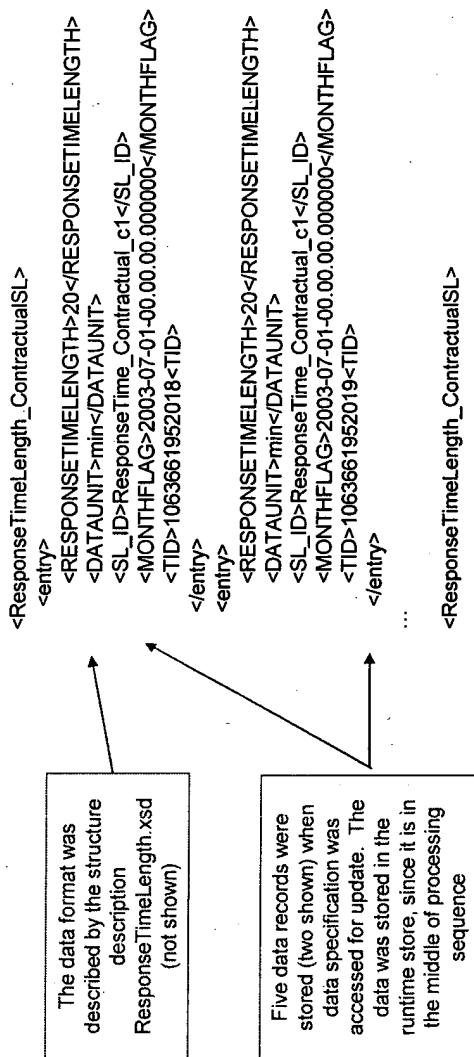 <ResponseTimeLength_ContractualSL>
<entry>
<RESPONSETIMELENGTH>20</RESPONSETIMELENGTH>
<DATAUNIT>min</DATAUNIT>
<SL_ID>ResponseTime_Contractual_c1</SL_ID>
<MONTHFLAG>2003-07-01-00.00.00.000000</MONTHFLAG>
<TID>1063661952018<TID>
</entry>
<entry>
<RESPONSETIMELENGTH>20</RESPONSETIMELENGTH>
<DATAUNIT>min</DATAUNIT>
<SL_ID>ResponseTime_Contractual_c1</SL_ID>
<MONTHFLAG>2003-07-01-00.00.00.000000</MONTHFLAG>
<TID>1063661952019<TID>
</entry>
...
<ResponseTimeLength_ContractualSL>
The data format was
described by the structure
description
ResponseTimeLength.xsd
(not shown)
Five data records were
stored (two shown) when
data specification was
accessed for update. The
data was stored in the
runtime store, since it is in
the middle of processing
sequence